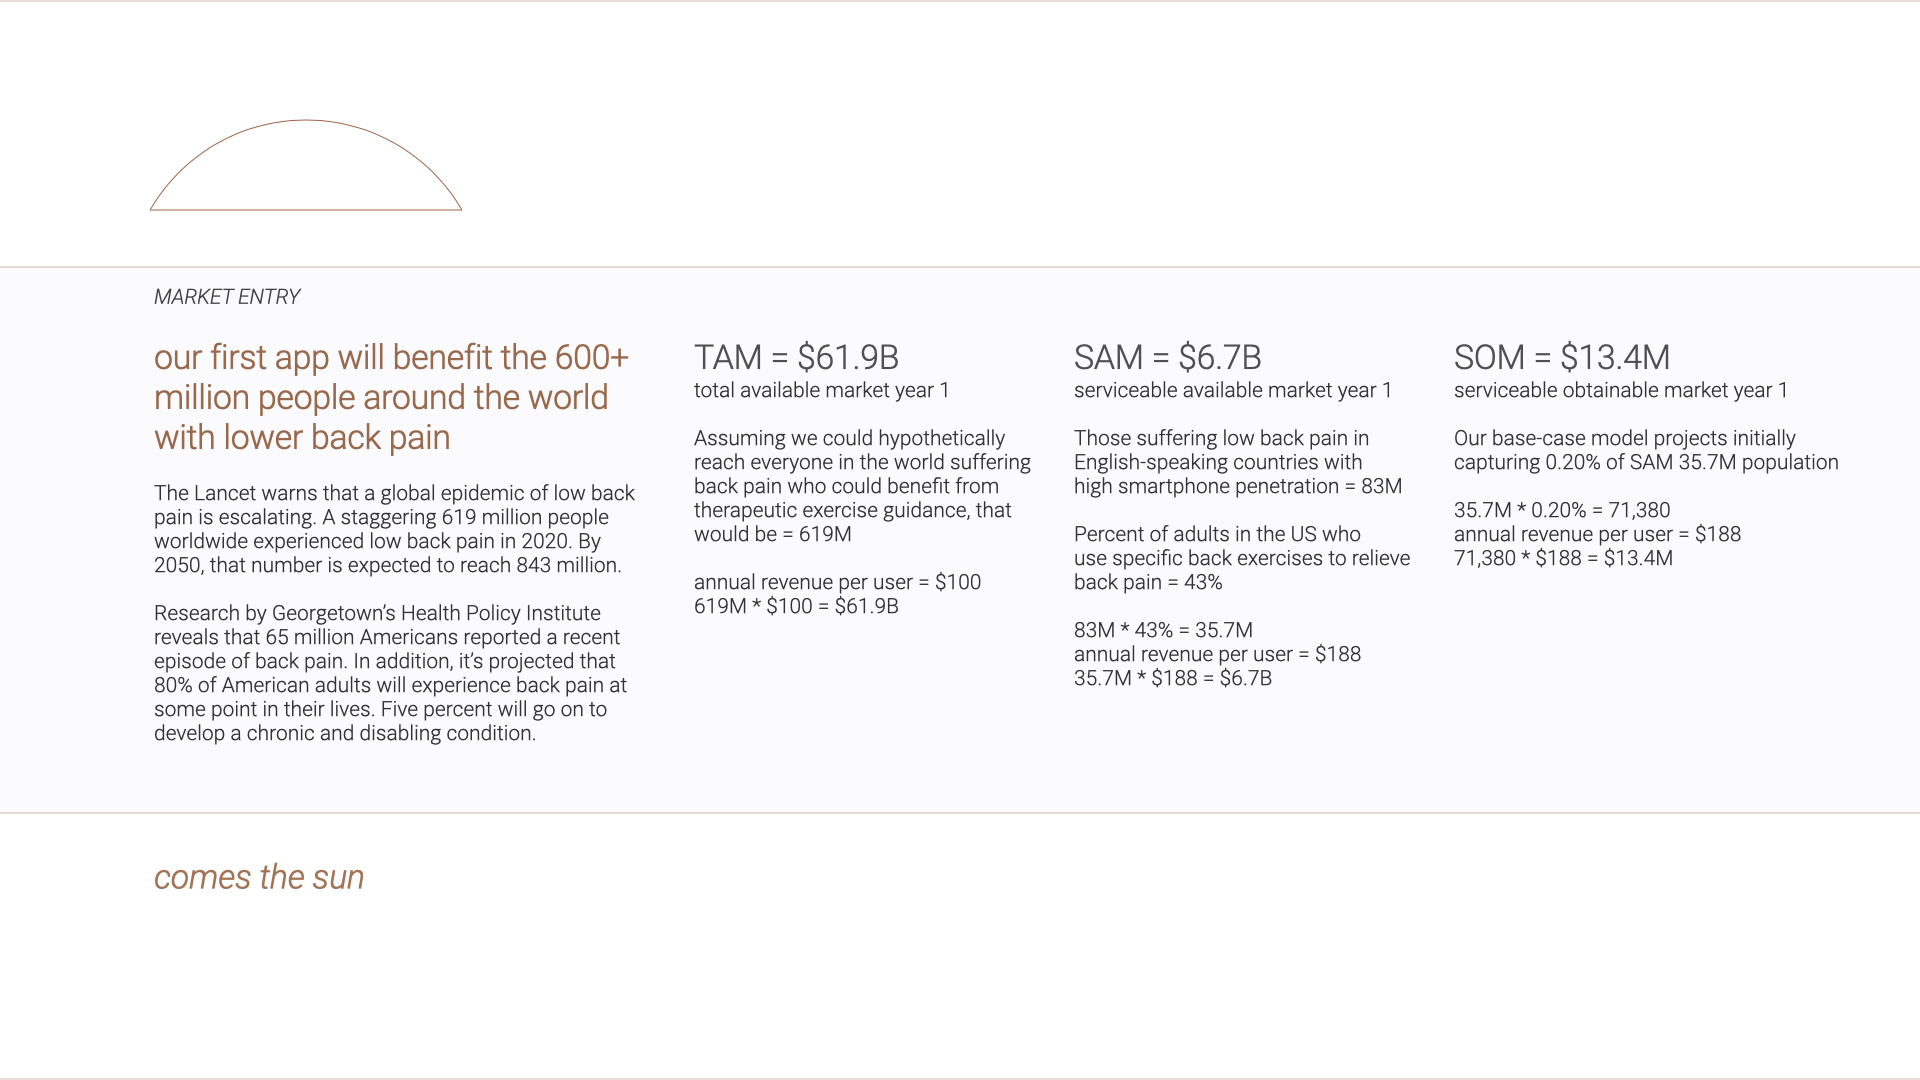 MARKET ENTRY
our first app will benefit the 600+
million people around the world
with lower back pain
The Lancet warns that a global epidemic of low back
pain is escalating. A staggering 619 million people
worldwide experienced low back pain in 2020. By
2050, that number is expected to reach 843 million.
Research by Georgetown’s Health Policy Institute
reveals that 65 million Americans reported a recent
episode of back pain. In addition, it’s projected that
80% of American adults will experience back pain at
some point in their lives. Five percent will go on to
develop a chronic and disabling condition.
TAM = $61.9B
total available market year 1
Assuming we could hypothetically
reach everyone in the world suffering
back pain who could benefit from
therapeutic exercise guidance, that
would be = 619M
annual revenue per user = $100
619M * $100 = $61.9B
SAM = $6.7B
serviceable available market year 1
Those suffering low back pain in
English-speaking countries with
high smartphone penetration = 83M
Percent of adults in the US who
use specific back exercises to relieve
back pain = 43%
83M * 43% = 35.7M
annual revenue per user = $188
35.7M * $188 = $6.7B
SOM = $13.4M
serviceable obtainable market year 1
Our base-case model projects initially
capturing 0.20% of SAM 35.7M population
35.7M * 0.20% = 71,380
annual revenue per user = $188
71,380 * $188 = $13.4M
comes the sun